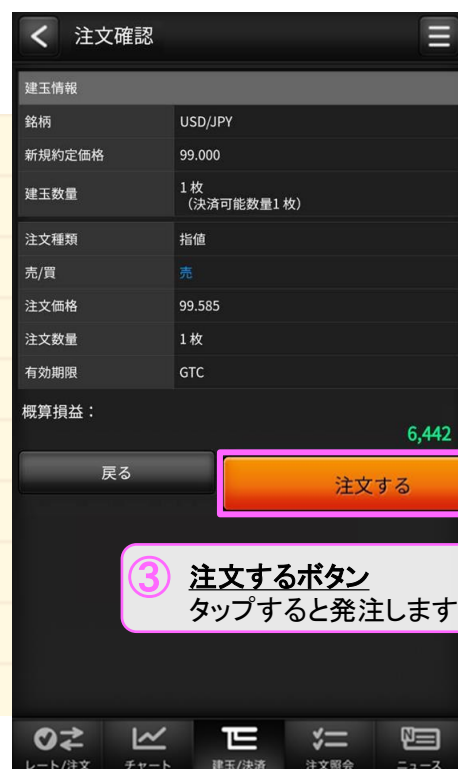 注文確認
建玉情報
銘柄 USD/JPY
新規約定価格 99.000
建玉数量 1枚
(決済可能数量1枚)
注文種類 指値
売/買 売
注文価格 99.585
注文数量 1枚
有効期限 GTC
概算損益:
6,442
戻る 注文する
③ 注文するボタン
タップすると発注します
レート/注文 チャート 建玉/決済 注文照会 ニュース